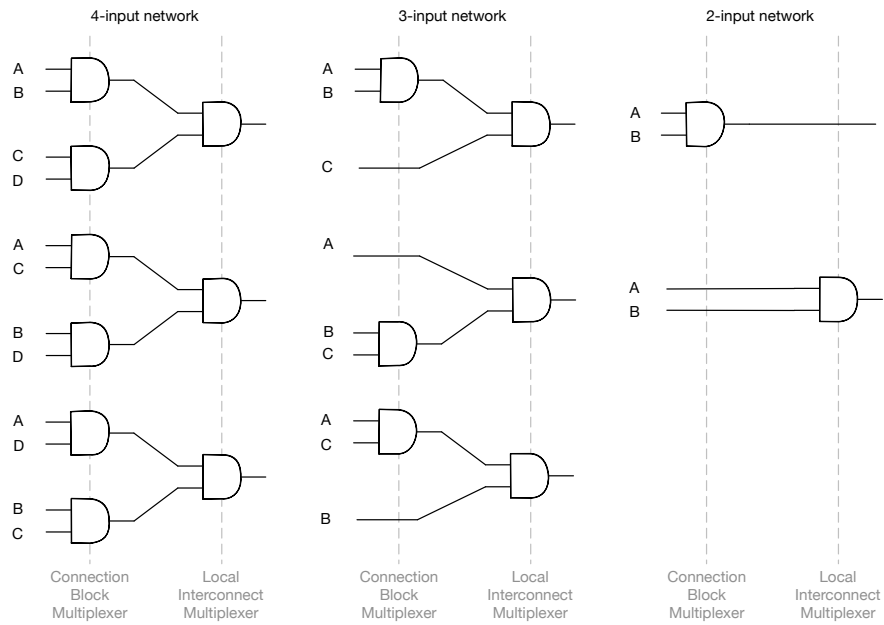 4-input network
3-input network
2-input network
A
B
C
D
A
C
B
D
A
D
B
C
A
B
C
A
B
C
A
C
B
A
B
A
B
Connection
Block
Multiplexer
Local
Interconnect
Multiplexer
Connection
Block
Multiplexer
Local
Interconnect
Multiplexer
Connection
Block
Multiplexer
Local
Interconnect
Multiplexer